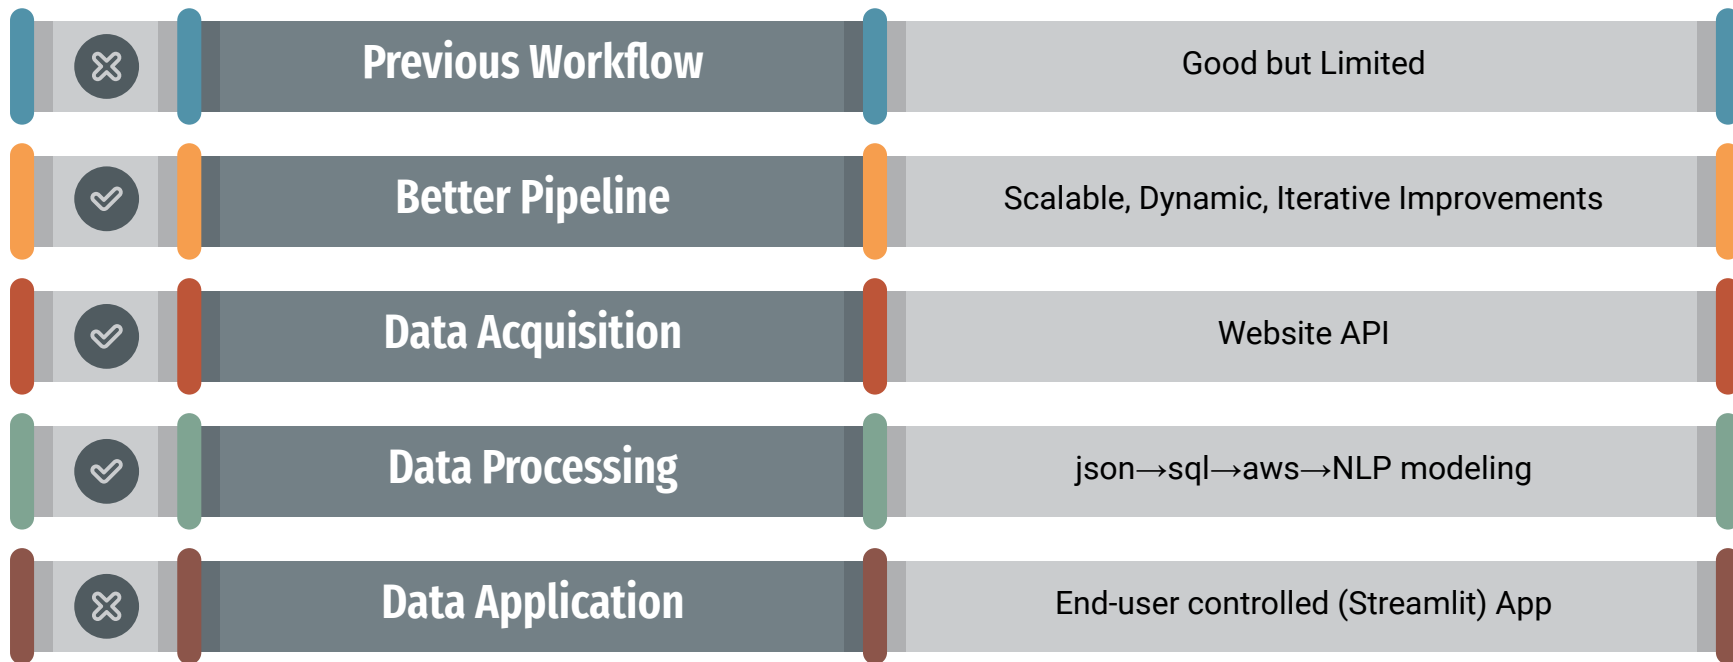 Previous Workflow
Good but Limited
Better Pipeline
Scalable, Dynamic, Iterative Improvements
Data Acquisition
Website API
Data Processing
json→sql→aws→NLP modeling
Data Application
End-user controlled (Streamlit) App